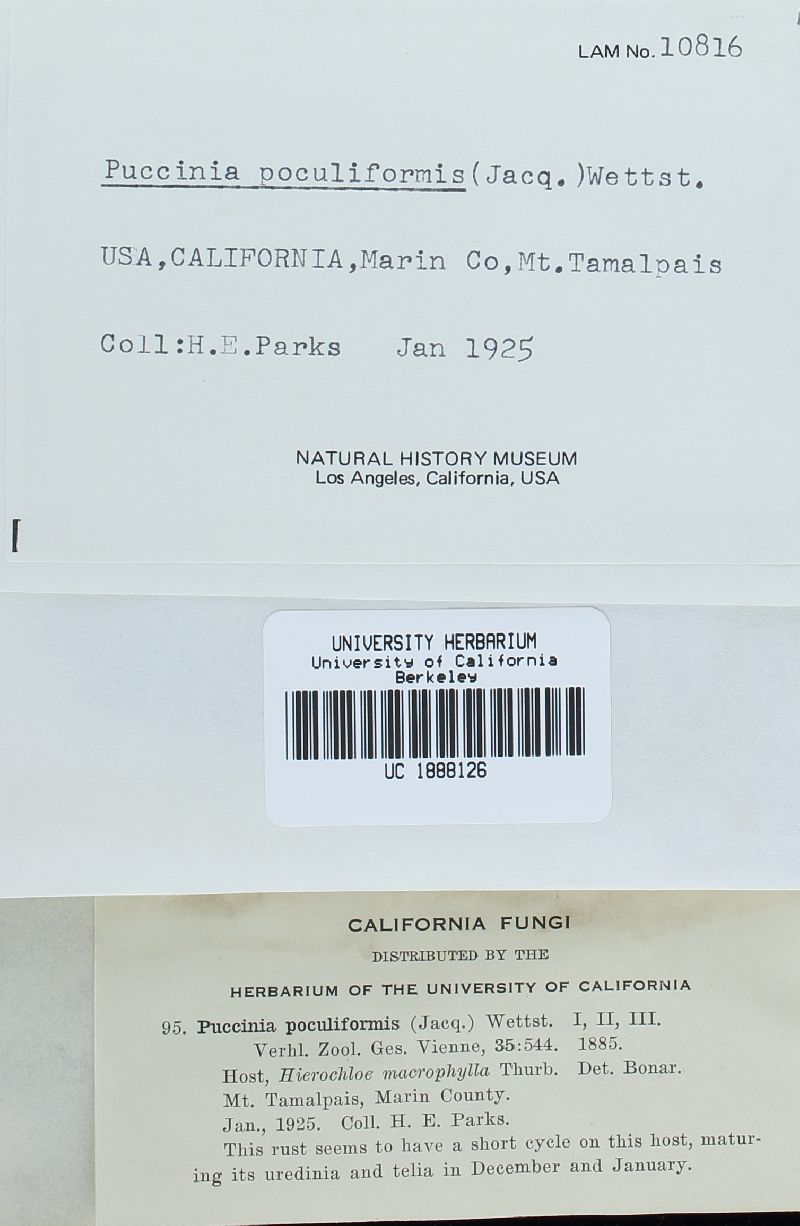 LAM No. 10816
Puccinia poculiformis(Jacq.)Wettst.
USA,CALIFORNIA,Marin Co,Mt.Tamalpais
Coll:H.E.Parks Jan 1925
NATURAL HISTORY MUSEUM
Los Angeles, California, USA
UNIVERSITY HERBARIUM
University of California
Berkeley
UC 1888126
CALIFORNIA FUNGI
DISTRIBUTED BY THE
HERBARIUM OF THE UNIVERSITY OF CALIFORNIA
95. Puccinia poculiformis (Jacq.) Wettst. I, II, III.
Verhl. Zool. Ges. Vienne, 35:544. 1885.
Host, Hierochloe macrophylla Thurb. Det. Bonar.
Mt. Tamalpais, Marin County.
Jan., 1925. Coll. H. E. Parks.
This rust seems to have a short cycle on this host, matur-
ing its uredinia and telia in December and January.